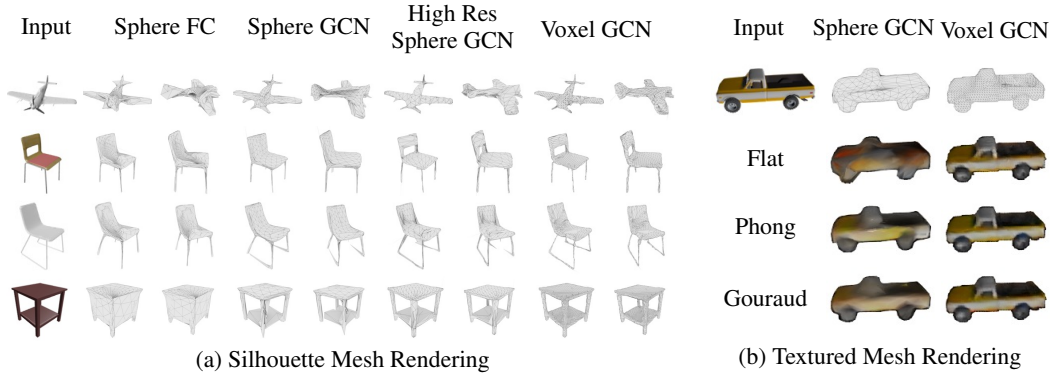 Input
Sphere FC
Sphere GCN
High Res
Sphere GCN
Voxel GCN
(a) Silhouette Mesh Rendering
Input
Sphere GCN
Voxel GCN
Flat
Phong
Gouraud
(b) Textured Mesh Rendering